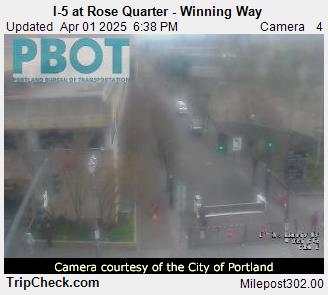 I-5 at Rose Quarter - Winning Way
Updated Apr 01 2025 6:38 PM Camera 4
PBOT
PORTLAND BUREAU OF TRANSPORTATION
Camera courtesy of the City of Portland
TripCheck.com Milepost302.00